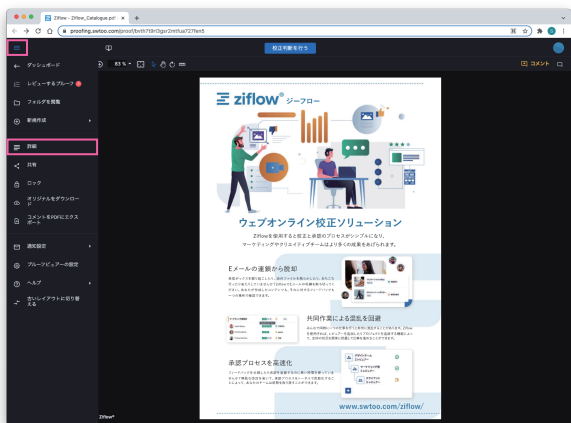 Ziflow - Ziflow_Catalogue.pdf
proofing.swtoo.com/proof/bvth7t9ri3gsr2mtfua727fan5
校正判断を行う
ダッシュボード
83 %
コメント
レビューするプルーフ
フォルダを閲覧
新規作成
詳細
共有
ロック
オリジナルをダウンロー
ド
コメントをPDFにエクス
ポート
通知設定
プルーフビューアーの設定
ヘルプ
古いレイアウトに切り替
える
ziflow® ジーフロー
ウェブオンライン校正ソリューション
Ziflowを使用すると校正と承認のプロセスがシンプルになり、
マーケティングやクリエイティブチームはより多くの成果をあげられます。
Eメールの連鎖から脱却
共同作業による混乱を回避
承認プロセスを高速化
www.swtoo.com/ziflow/
Ziflow®